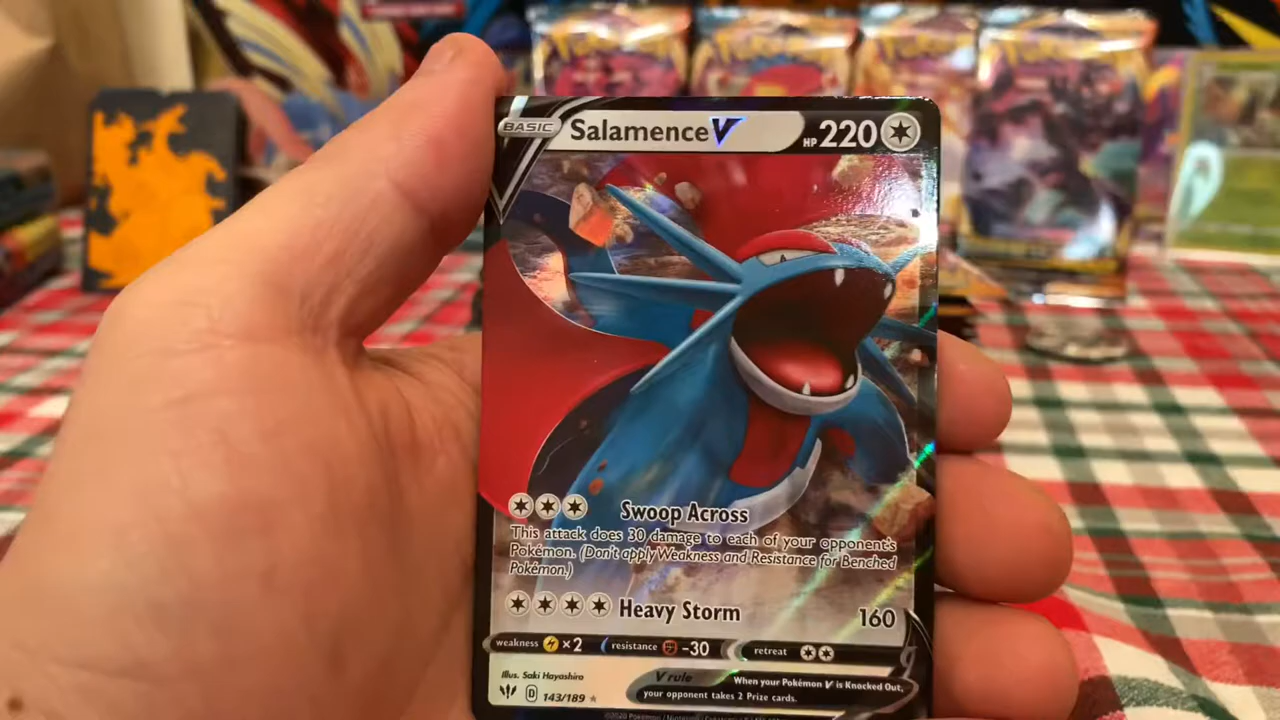 Pokémon
BASIC Salamence V HP 220
Swoop Across
This attack does 30 damage to each of your opponent's
Pokémon. (Don't apply Weakness and Resistance for Benched
Pokémon.)
Heavy Storm 160
weakness ×2 resistance -30 retreat
Illus. Saki Hayashiro
V rule When your Pokémon V is Knocked Out,
your opponent takes 2 Prize cards.
D 143/189